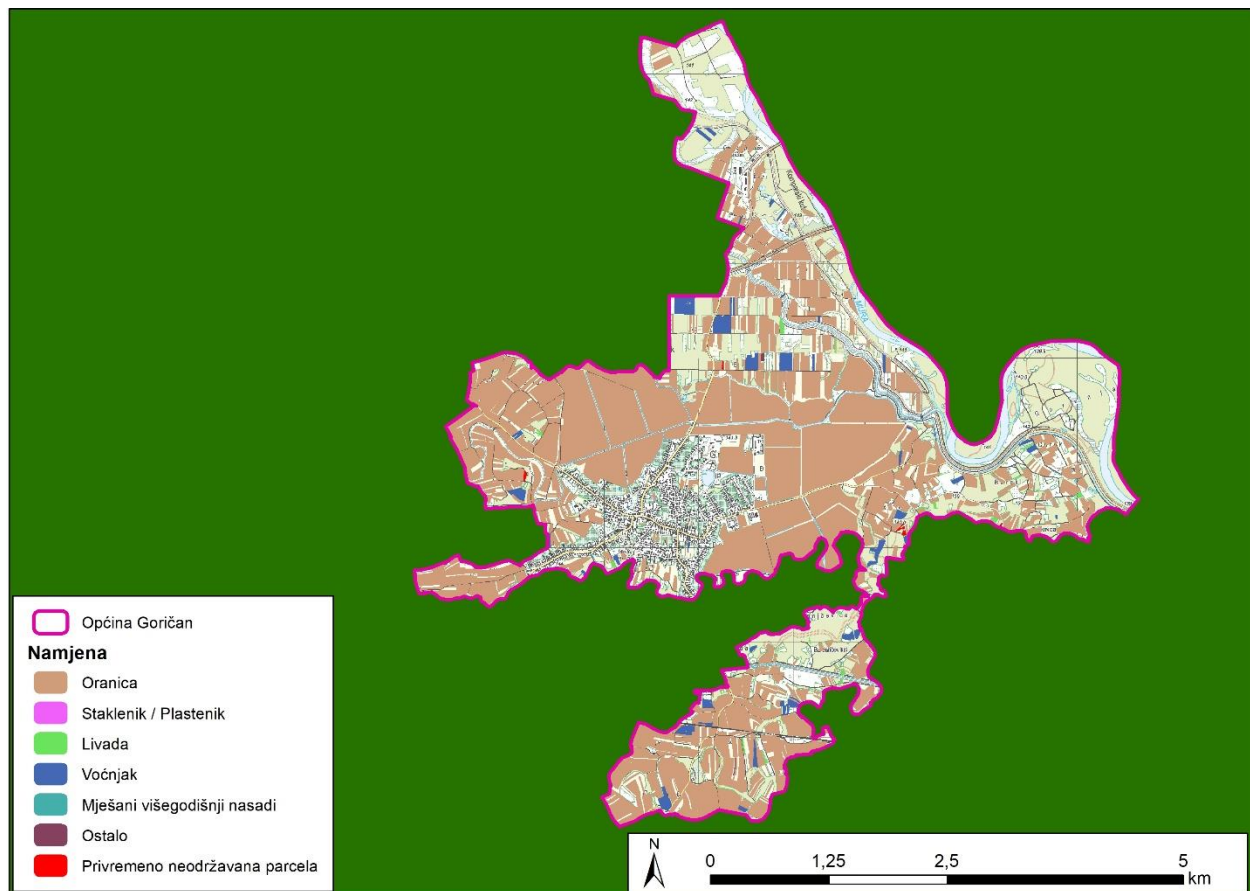 MURA
Općina Goričan
Namjena
Oranica
Staklenik / Plastenik
Livada
Voćnjak
Mješani višegodišnji nasadi
Ostalo
Privremeno neodržavana parcela
N
0 1,25 2,5 5
km